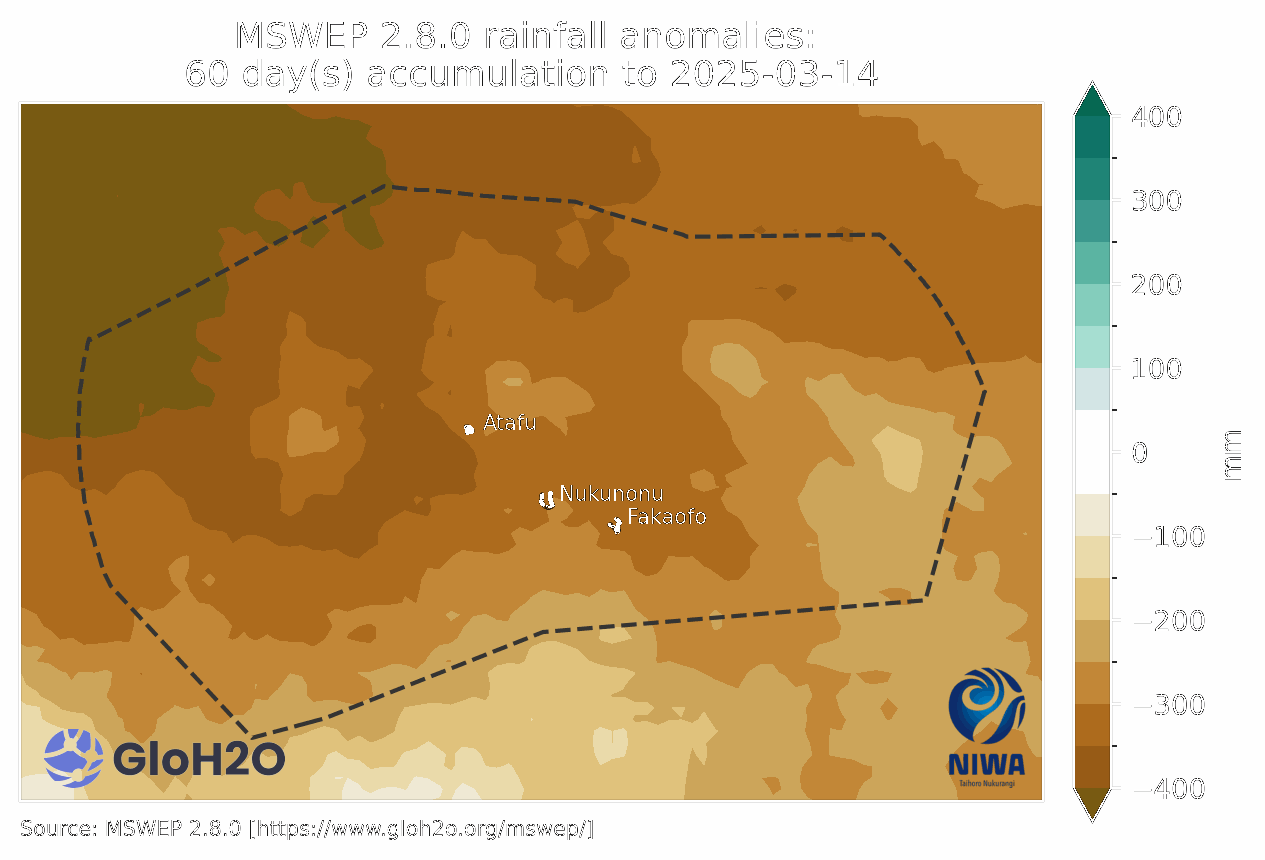 MSWEP 2.8.0 rainfall anomalies:
60 day(s) accumulation to 2025-03-14
400
300
200
100
0
−100
−200
−300
−400
mm
Atafu
Nukunonu
Fakaofo
GloH2O
NIWA
Taihoro Nukurangi
Source: MSWEP 2.8.0 [https://www.gloh2o.org/mswep/]